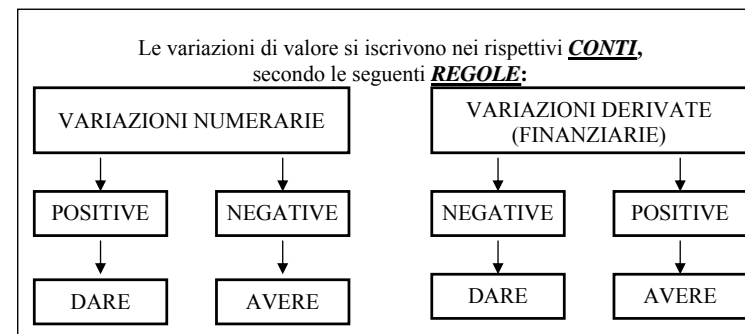 Le variazioni di valore si iscrivono nei rispettivi CONTI,
secondo le seguenti REGOLE:
VARIAZIONI NUMERARIE
VARIAZIONI DERIVATE
(FINANZIARIE)
POSITIVE
NEGATIVE
NEGATIVE
POSITIVE
DARE
AVERE
DARE
AVERE